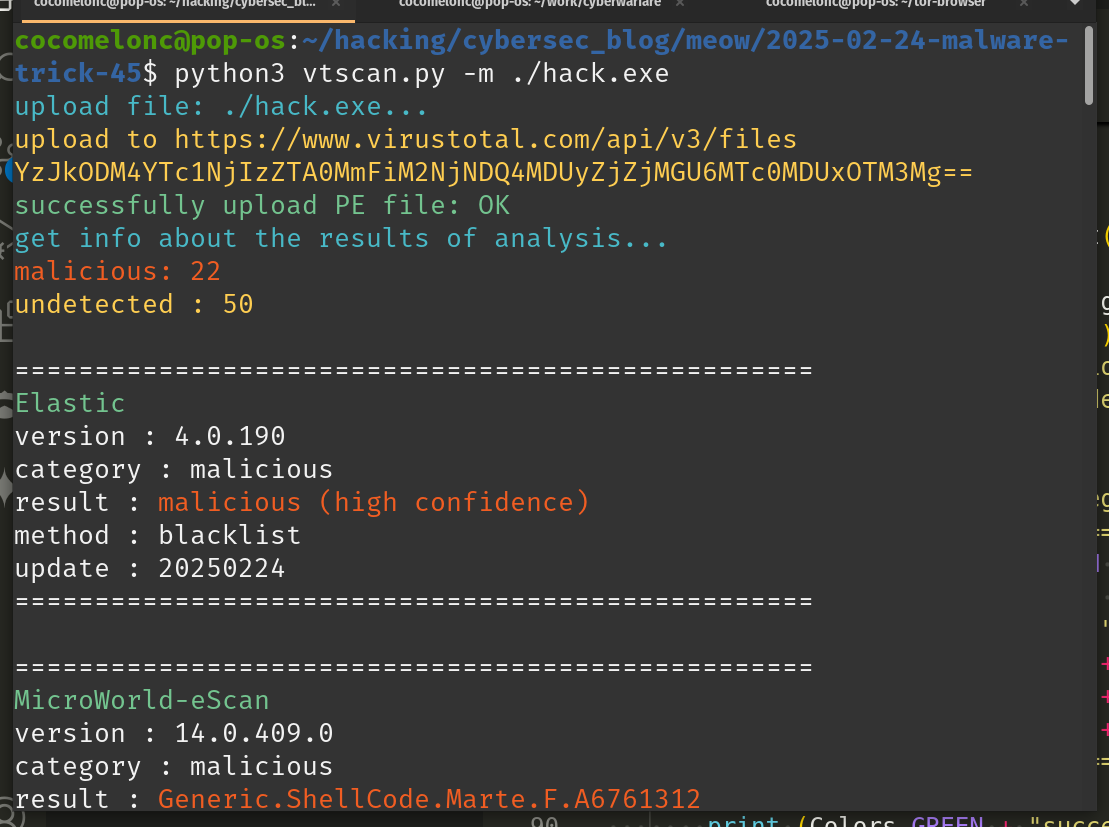 cocomelonc@pop-os: ~/hacking/cybersec_bl... × cocomelonc@pop-os: ~/work/cyberwarfare × cocomelonc@pop-os: ~/tor-browser ×
cocomelonc@pop-os:~/hacking/cybersec_blog/meow/2025-02-24-malware-
trick-45$ python3 vtscan.py -m ./hack.exe
upload file: ./hack.exe...
upload to https://www.virustotal.com/api/v3/files
YzJkODM4YTc1NjIzZTA0MmFiM2NjNDQ4MDUyZjZjMGU6MTc0MDUxOTM3Mg==
successfully upload PE file: OK
get info about the results of analysis...
malicious: 22
undetected : 50
==================================================
Elastic
version : 4.0.190
category : malicious
result : malicious (high confidence)
method : blacklist
update : 20250224
==================================================
==================================================
MicroWorld-eScan
version : 14.0.409.0
category : malicious
result : Generic.ShellCode.Marte.F.A6761312
90 print (Colors.GREEN + "succe